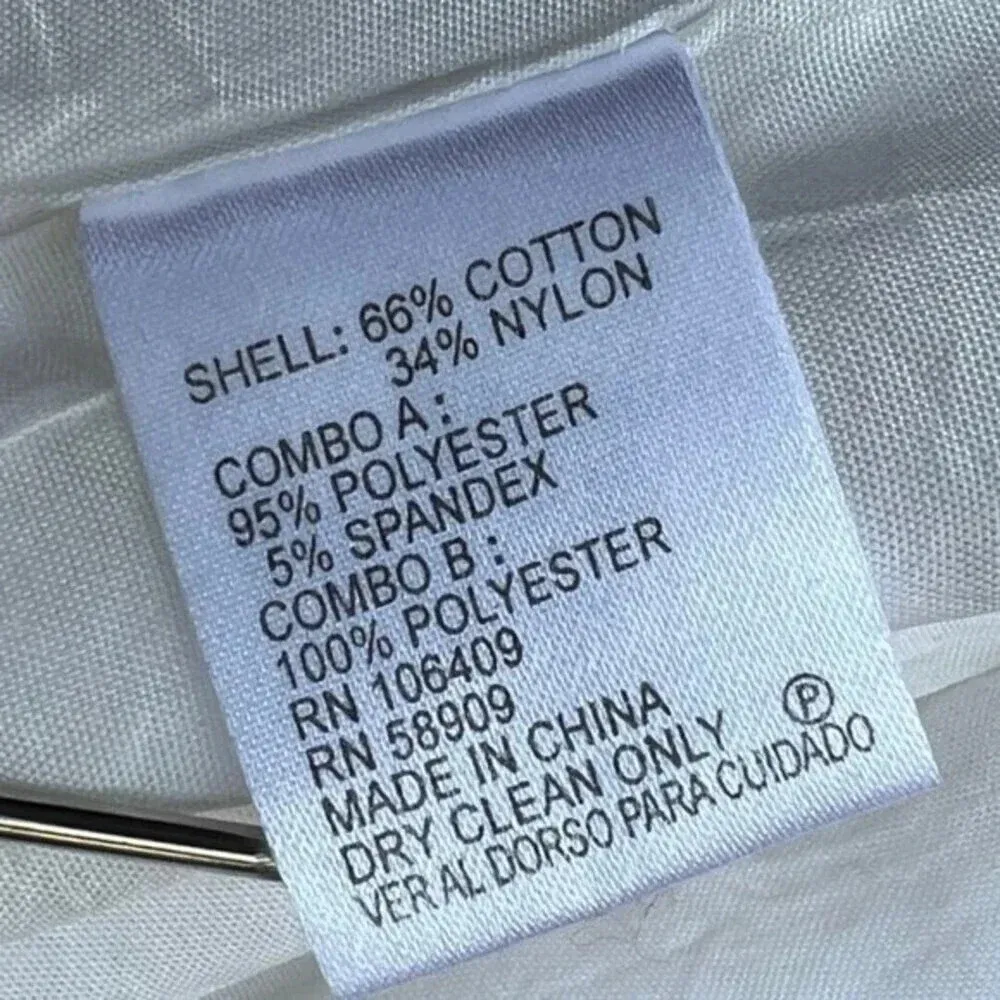 SHELL: 66% COTTON
34% NYLON
COMBO A :
95% POLYESTER
5% SPANDEX
COMBO B :
100% POLYESTER
RN 106409
RN 58909
MADE IN CHINA
DRY CLEAN ONLY Ⓟ
VER AL DORSO PARA CUIDADO